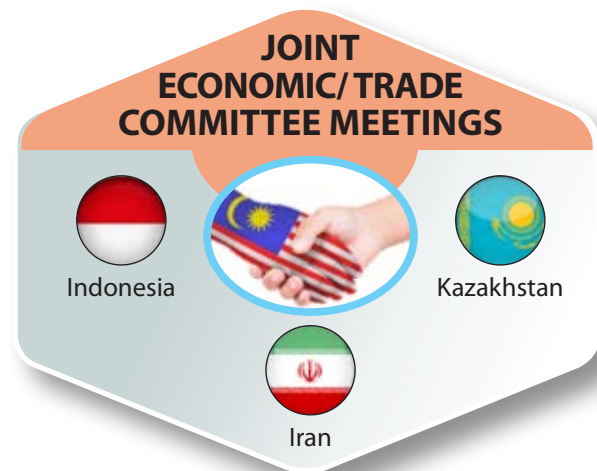 JOINT
ECONOMIC/ TRADE
COMMITTEE MEETINGS
Indonesia
Kazakhstan
Iran